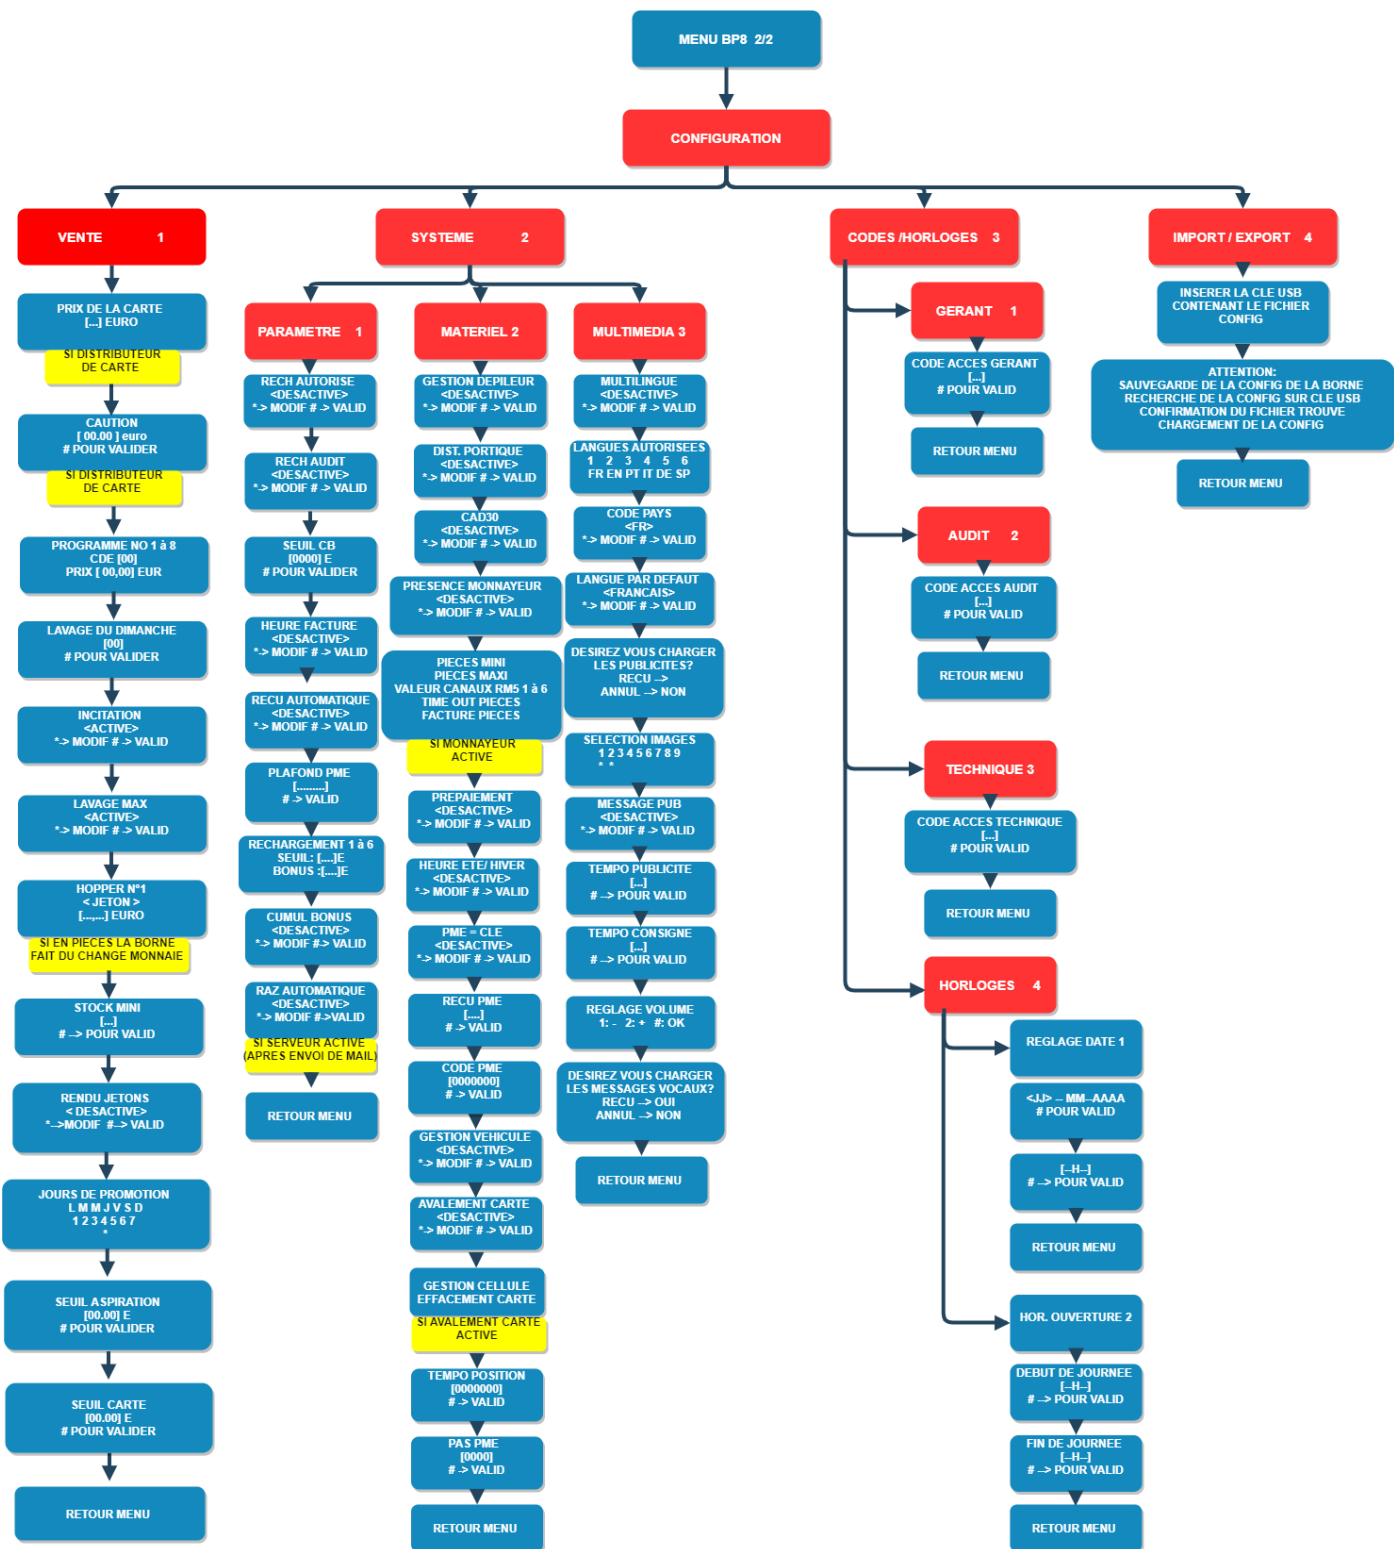 MENU BP8 2/2
CONFIGURATION
VENTE 1
PRIX DE LA CARTE
[...] EURO
SI DISTRIBUTEUR
DE CARTE
CAUTION
[ 00.00 ] euro
# POUR VALIDER
SI DISTRIBUTEUR
DE CARTE
PROGRAMME NO 1 à 8
CDE [00]
PRIX [ 00,00] EUR
LAVAGE DU DIMANCHE
[00]
# POUR VALIDER
INCITATION
<ACTIVE>
*-> MODIF # -> VALID
LAVAGE MAX
<ACTIVE>
*-> MODIF # -> VALID
HOPPER N°1
< JETON >
[...,...] EURO
SI EN PIECES LA BORNE
FAIT DU CHANGE MONNAIE
STOCK MINI
[...]
# --> POUR VALID
RENDU JETONS
< DESACTIVE>
*-->MODIF #--> VALID
JOURS DE PROMOTION
L M M J V S D
1 2 3 4 5 6 7
*
SEUIL ASPIRATION
[00.00] E
# POUR VALIDER
SEUIL CARTE
[00.00] E
# POUR VALIDER
RETOUR MENU
SYSTEME 2
PARAMETRE 1
RECH AUTORISE
<DESACTIVE>
*-> MODIF # -> VALID
RECH AUDIT
<DESACTIVE>
*-> MODIF # -> VALID
SEUIL CB
[0000] E
# POUR VALIDER
HEURE FACTURE
<DESACTIVE>
*-> MODIF # -> VALID
RECU AUTOMATIQUE
<DESACTIVE>
*-> MODIF # -> VALID
PLAFOND PME
[.........]
# -> VALID
RECHARGEMENT 1 à 6
SEUIL: [....]E
BONUS :[....]E
CUMUL BONUS
<DESACTIVE>
*-> MODIF #-> VALID
RAZ AUTOMATIQUE
<DESACTIVE>
*-> MODIF #->VALID
SI SERVEUR ACTIVE
(APRES ENVOI DE MAIL)
RETOUR MENU
MATERIEL 2
GESTION DEPILEUR
<DESACTIVE>
*-> MODIF # -> VALID
DIST. PORTIQUE
<DESACTIVE>
*-> MODIF # -> VALID
CAD30
<DESACTIVE>
*-> MODIF # -> VALID
PRESENCE MONNAYEUR
<DESACTIVE>
*-> MODIF # -> VALID
PIECES MINI
PIECES MAXI
VALEUR CANAUX RM5 1 à 6
TIME OUT PIECES
FACTURE PIECES
SI MONNAYEUR
ACTIVE
PREPAIEMENT
<DESACTIVE>
*-> MODIF # -> VALID
HEURE ETE/ HIVER
<DESACTIVE>
*-> MODIF # -> VALID
PME = CLE
<DESACTIVE>
*-> MODIF # -> VALID
RECU PME
[....]
# -> VALID
CODE PME
[0000000]
# -> VALID
GESTION VEHICULE
<DESACTIVE>
*-> MODIF # -> VALID
AVALEMENT CARTE
<DESACTIVE>
*-> MODIF # -> VALID
GESTION CELLULE
EFFACEMENT CARTE
SI AVALEMENT CARTE
ACTIVE
TEMPO POSITION
[0000000]
# -> VALID
PAS PME
[0000]
# -> VALID
RETOUR MENU
MULTIMEDIA 3
MULTILINGUE
<DESACTIVE>
*-> MODIF # -> VALID
LANGUES AUTORISEES
1 2 3 4 5 6
FR EN PT IT DE SP
CODE PAYS
<FR>
*-> MODIF # -> VALID
LANGUE PAR DEFAUT
<FRANCAIS>
*-> MODIF # -> VALID
DESIREZ VOUS CHARGER
LES PUBLICITES?
RECU -->
ANNUL --> NON
SELECTION IMAGES
1 2 3 4 5 6 7 8 9
* *
MESSAGE PUB
<DESACTIVE>
*-> MODIF # -> VALID
TEMPO PUBLICITE
[...]
# --> POUR VALID
TEMPO CONSIGNE
[...]
# --> POUR VALID
REGLAGE VOLUME
1: - 2: + #: OK
DESIREZ VOUS CHARGER
LES MESSAGES VOCAUX?
RECU --> OUI
ANNUL --> NON
RETOUR MENU
CODES /HORLOGES 3
GERANT 1
CODE ACCES GERANT
[...]
# POUR VALID
RETOUR MENU
AUDIT 2
CODE ACCES AUDIT
[...]
# POUR VALID
RETOUR MENU
TECHNIQUE 3
CODE ACCES TECHNIQUE
[...]
# POUR VALID
RETOUR MENU
HORLOGES 4
REGLAGE DATE 1
<JJ> -- MM--AAAA
# POUR VALID
[--H--]
# --> POUR VALID
RETOUR MENU
HOR. OUVERTURE 2
DEBUT DE JOURNEE
[--H--]
# --> POUR VALID
FIN DE JOURNEE
[--H--]
# --> POUR VALID
RETOUR MENU
IMPORT / EXPORT 4
INSERER LA CLE USB
CONTENANT LE FICHIER
CONFIG
ATTENTION:
SAUVEGARDE DE LA CONFIG DE LA BORNE
RECHERCHE DE LA CONFIG SUR CLE USB
CONFIRMATION DU FICHIER TROUVE
CHARGEMENT DE LA CONFIG
RETOUR MENU